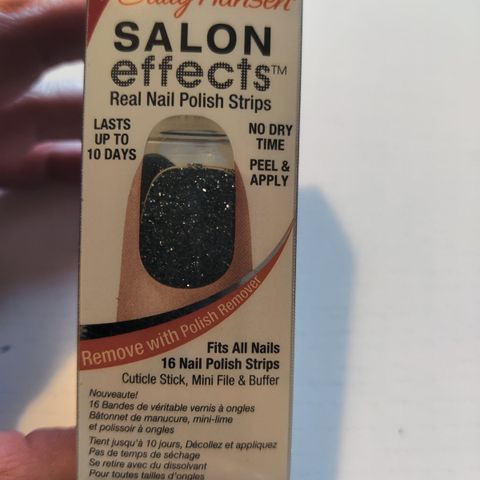 Sally Hansen
SALON
effects™
Real Nail Polish Strips
LASTS
UP TO
10 DAYS
NO DRY
TIME
PEEL &
APPLY
Remove with Polish Remover
Fits All Nails
16 Nail Polish Strips
Cuticle Stick, Mini File & Buffer
Nouveauté!
16 Bandes de véritable vernis à ongles
Bâtonnet de manucure, mini-lime
et polissoir à ongles
Tient jusqu'à 10 jours, Décollez et appliquez
Pas de temps de séchage
Se retire avec du dissolvant
Pour toutes tailles d'ongles